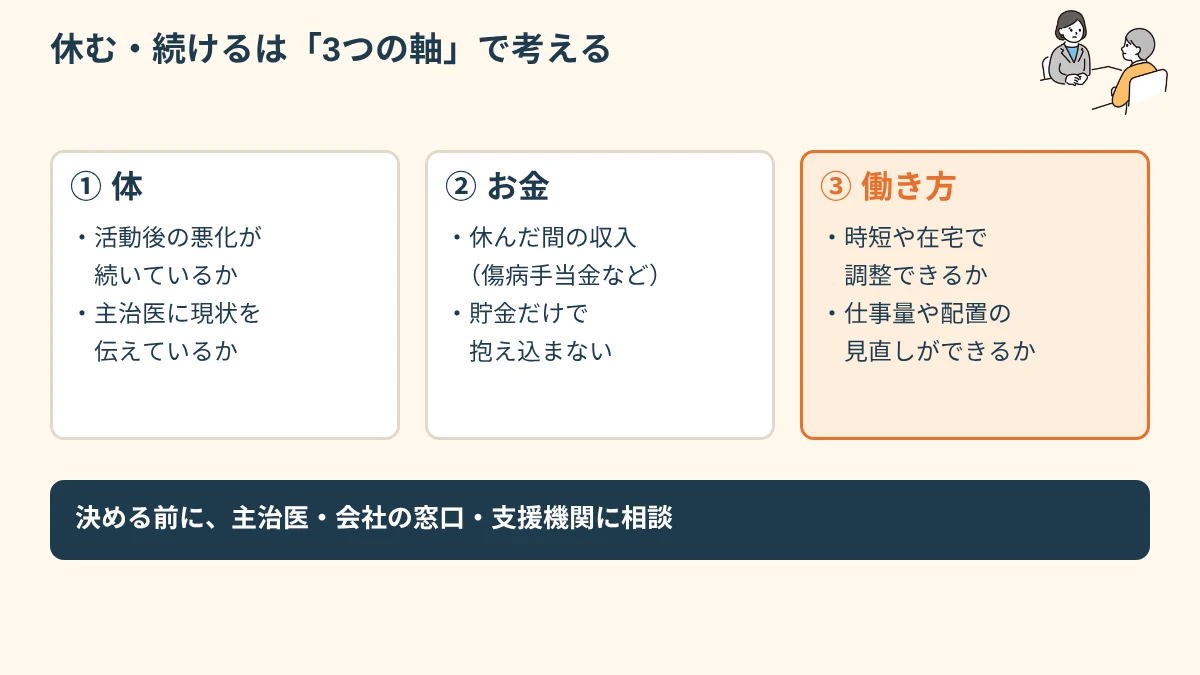 休む・続けるは「3つの軸」で考える
① 体
・活動後の悪化が
続いているか
・主治医に現状を
伝えているか
② お金
・休んだ間の収入
（傷病手当金など）
・貯金だけで
抱え込まない
③ 働き方
・時短や在宅で
調整できるか
・仕事量や配置の
見直しができるか
決める前に、主治医・会社の窓口・支援機関に相談